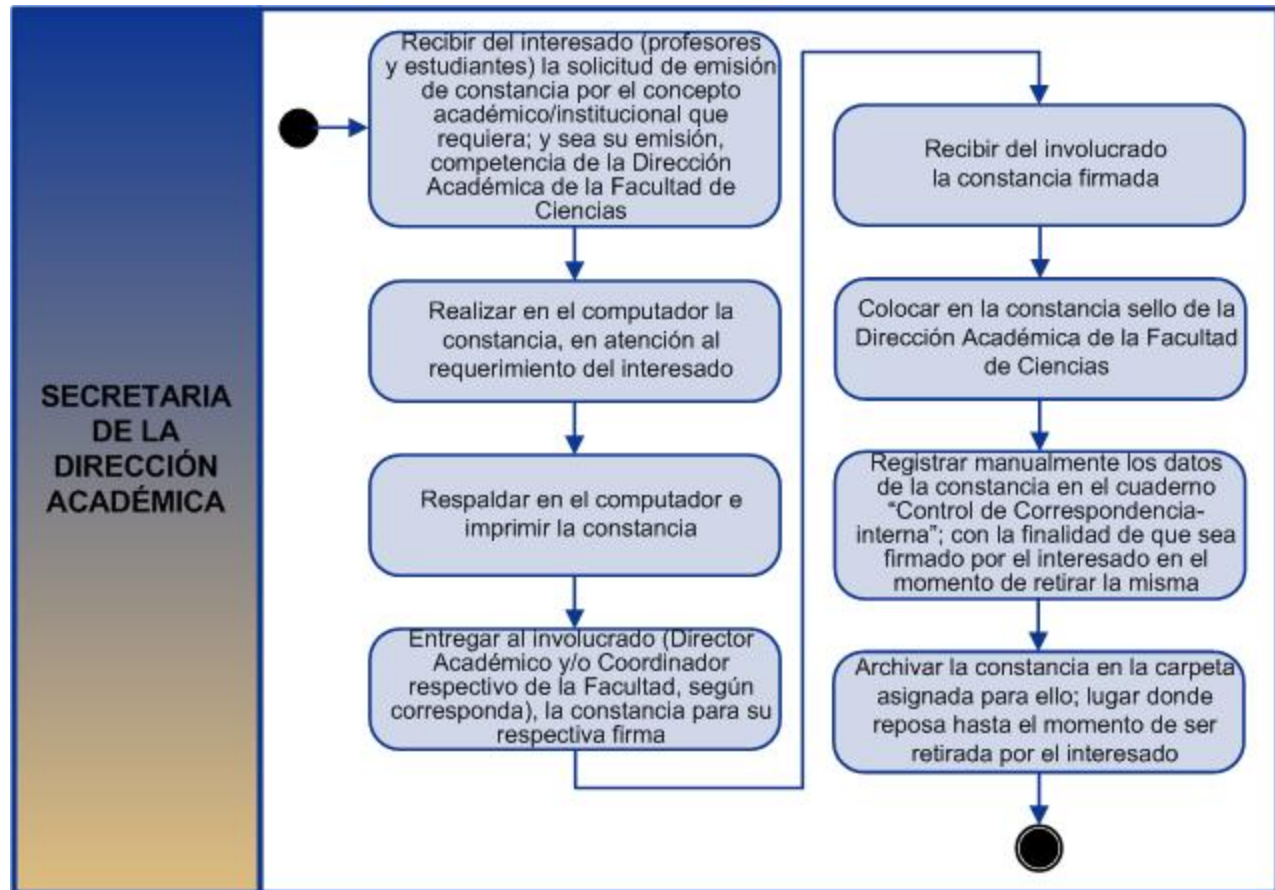 SECRETARIA
DE LA
DIRECCIÓN
ACADÉMICA
Recibir del interesado (profesores
y estudiantes) la solicitud de emisión
de constancia por el concepto
académico/institucional que
requiera; y sea su emisión,
competencia de la Dirección
Académica de la Facultad de
Ciencias
Realizar en el computador la
constancia, en atención al
requerimiento del interesado
Respaldar en el computador e
imprimir la constancia
Entregar al involucrado (Director
Académico y/o Coordinador
respectivo de la Facultad, según
corresponda), la constancia para su
respectiva firma
Recibir del involucrado
la constancia firmada
Colocar en la constancia sello de la
Dirección Académica de la Facultad
de Ciencias
Registrar manualmente los datos
de la constancia en el cuaderno
“Control de Correspondencia-
interna”; con la finalidad de que sea
firmado por el interesado en el
momento de retirar la misma
Archivar la constancia en la carpeta
asignada para ello; lugar donde
reposa hasta el momento de ser
retirada por el interesado